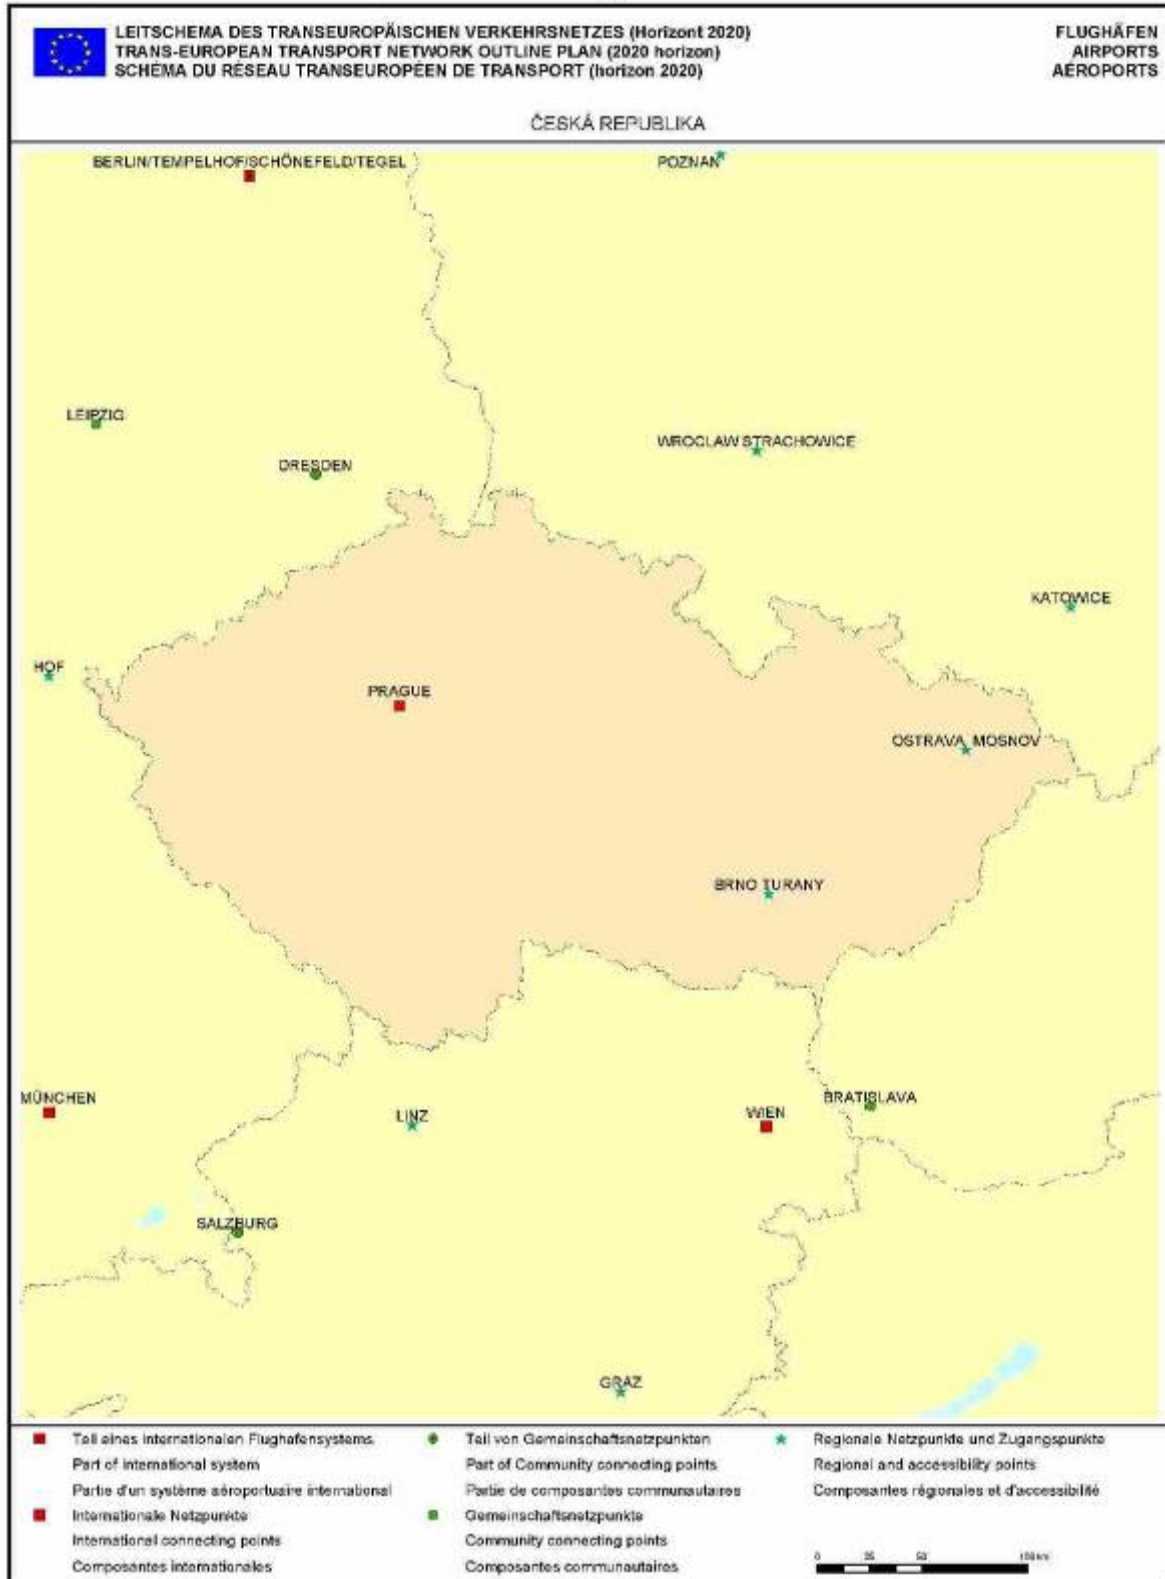 LEITSCHEMA DES TRANSEUROPÄISCHEN VERKEHRSNETZES (Horizont 2020)
TRANS-EUROPEAN TRANSPORT NETWORK OUTLINE PLAN (2020 horizon)
SCHÉMA DU RÉSEAU TRANSEUROPÉEN DE TRANSPORT (horizon 2020)
FLUGHÄFEN
AIRPORTS
AÉROPORTS
ČESKÁ REPUBLIKA
BERLIN/TEMPELHOF/SCHÖNEFELD/TEGEL
POZNAN
LEIPZIG
DRESDEN
WROCLAW STRACHOWICE
KATOWICE
HOF
PRAGUE
OSTRAVA MOSNOV
BRNO TURANY
MÜNCHEN
LINZ
WIEN
BRATISLAVA
SALZBURG
GRAZ
Teil eines internationalen Flughafensystems
Part of international system
Partie d'un système aéroportuaire international
Internationale Netzpunkte
International connecting points
Composantes internationales
Teil von Gemeinschaftsnetzpunkten
Part of Community connecting points
Partie de composantes communautaires
Gemeinschaftsnetzpunkte
Community connecting points
Composantes communautaires
Regionale Netzpunkte und Zugangspunkte
Regional and accessibility points
Composantes régionales et d'accessibilité
0 25 50